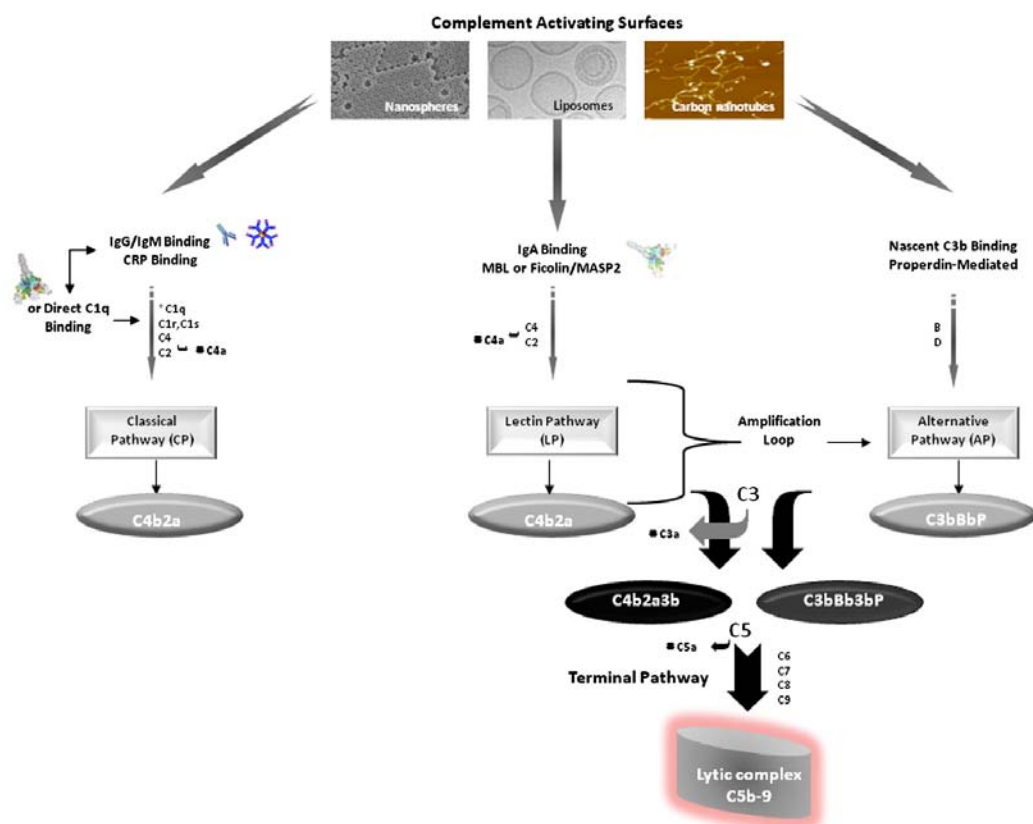 Complement Activating Surfaces
Nanospheres
Liposomes
Carbon nanotubes
IgG/IgM Binding
CRP Binding
or Direct C1q
Binding
* C1q
C1r,C1s
C4
C2
■ C4a
Classical
Pathway (CP)
C4b2a
IgA Binding
MBL or Ficolin/MASP2
■ C4a
C4
C2
Lectin Pathway
(LP)
C4b2a
Amplification
Loop
Nascent C3b Binding
Properdin-Mediated
B
D
Alternative
Pathway (AP)
C3bBbP
C3
■ C3a
C4b2a3b
C3bBb3bP
C5
■ C5a
C6
C7
C8
C9
Terminal Pathway
Lytic complex
C5b-9